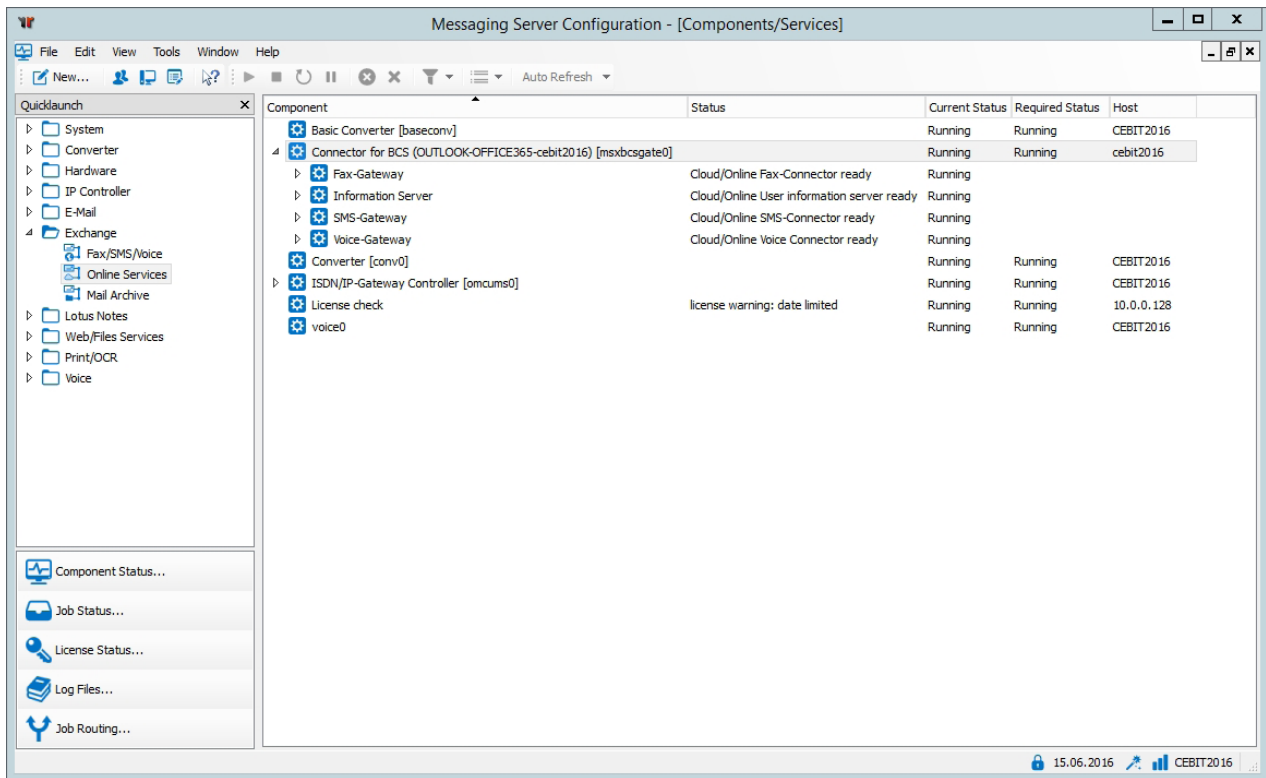 Messaging Server Configuration - [Components/Services]
File Edit View Tools Window Help
New... Auto Refresh
Quicklaunch
System
Converter
Hardware
IP Controller
E-Mail
Exchange
Fax/SMS/Voice
Online Services
Mail Archive
Lotus Notes
Web/Files Services
Print/OCR
Voice
Component Status...
Job Status...
License Status...
Log Files...
Job Routing...
Component Status Current Status Required Status Host
Basic Converter [baseconv] Running Running CEBIT2016
Connector for BCS (OUTLOOK-OFFICE365-cebit2016) [msxbcsgate0] Running Running cebit2016
Fax-Gateway Cloud/Online Fax-Connector ready Running
Information Server Cloud/Online User information server ready Running
SMS-Gateway Cloud/Online SMS-Connector ready Running
Voice-Gateway Cloud/Online Voice Connector ready Running
Converter [conv0] Running Running CEBIT2016
ISDN/IP-Gateway Controller [omcums0] Running Running CEBIT2016
License check license warning: date limited Running Running 10.0.0.128
voice0 Running Running CEBIT2016
15.06.2016 CEBIT2016